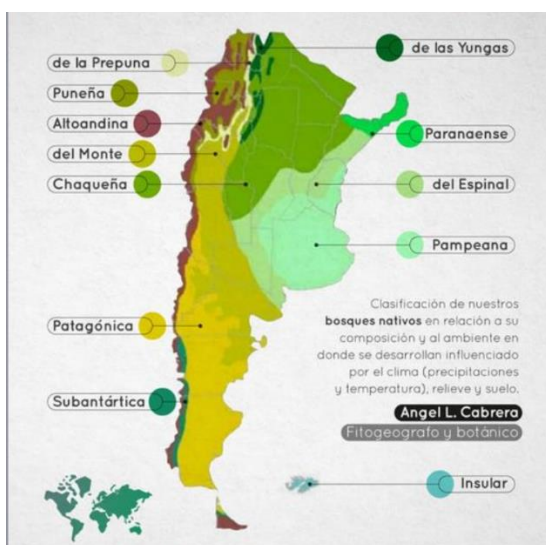 de la Prepuna
Puneña
Altoandina
del Monte
Chaqueña
Patagónica
Subantártica
de las Yungas
Paranaense
del Espinal
Pampeana
Clasificación de nuestros
bosques nativos en relación a su
composición y al ambiente en
donde se desarrollan influenciado
por el clima (precipitaciones
y temperatura), relieve y suelo.
Angel L. Cabrera
Fitogeografo y botánico
Insular